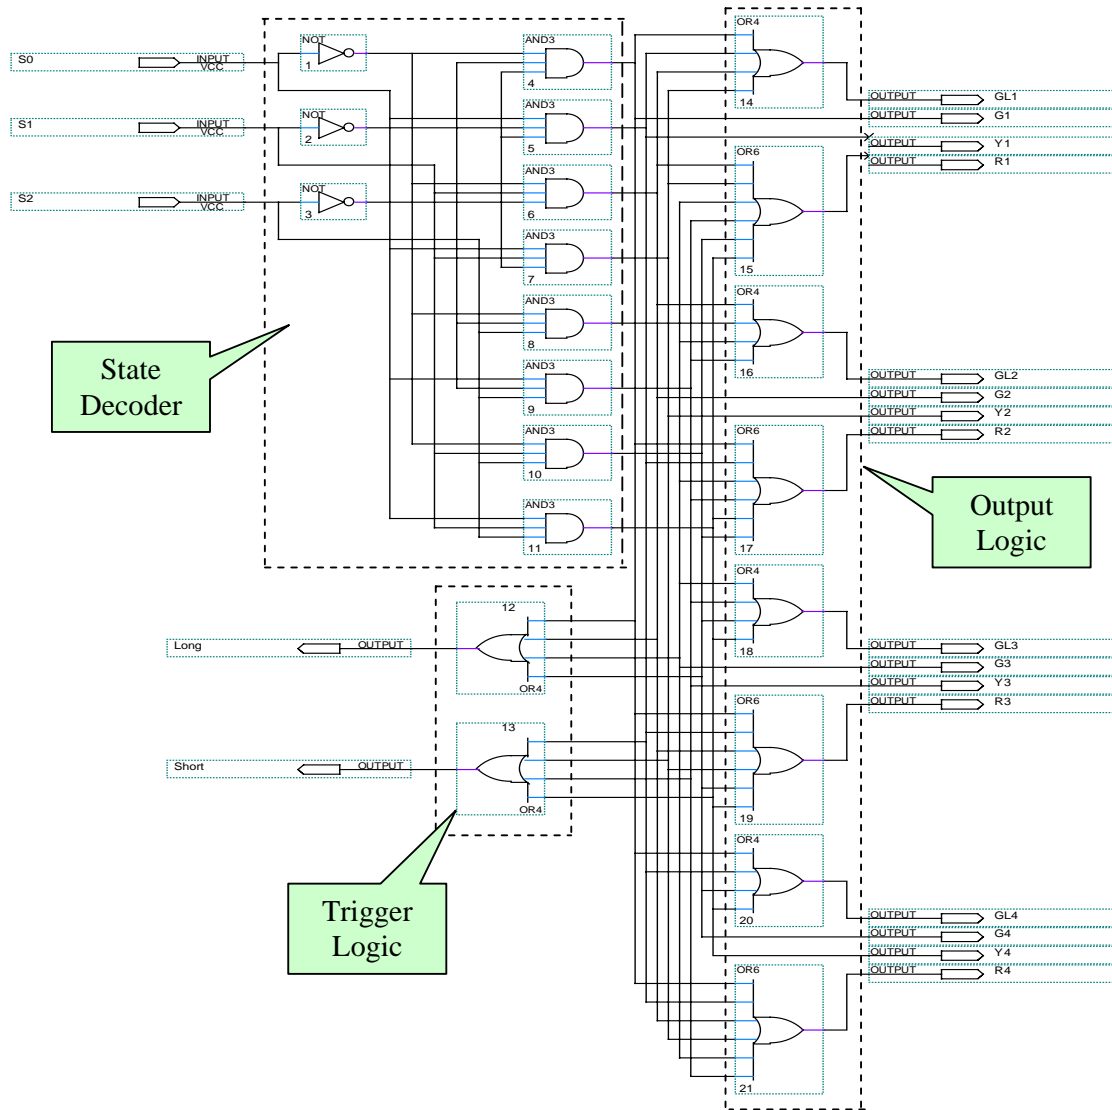 S0
INPUT
VCC
NOT
1
AND3
4
S1
INPUT
VCC
NOT
2
AND3
5
S2
INPUT
VCC
NOT
3
AND3
6
AND3
7
AND3
8
AND3
9
AND3
10
AND3
11
State
Decoder
OR4
14
OUTPUT
GL1
OUTPUT
G1
OUTPUT
Y1
OUTPUT
R1
OR6
15
OR4
16
OUTPUT
GL2
OUTPUT
G2
OUTPUT
Y2
OUTPUT
R2
OR6
17
Output
Logic
12
OR4
Long
OUTPUT
13
OR4
Short
OUTPUT
Trigger
Logic
OR4
18
OUTPUT
GL3
OUTPUT
G3
OUTPUT
Y3
OUTPUT
R3
OR6
19
OR4
20
OUTPUT
GL4
OUTPUT
G4
OUTPUT
Y4
OUTPUT
R4
OR6
21